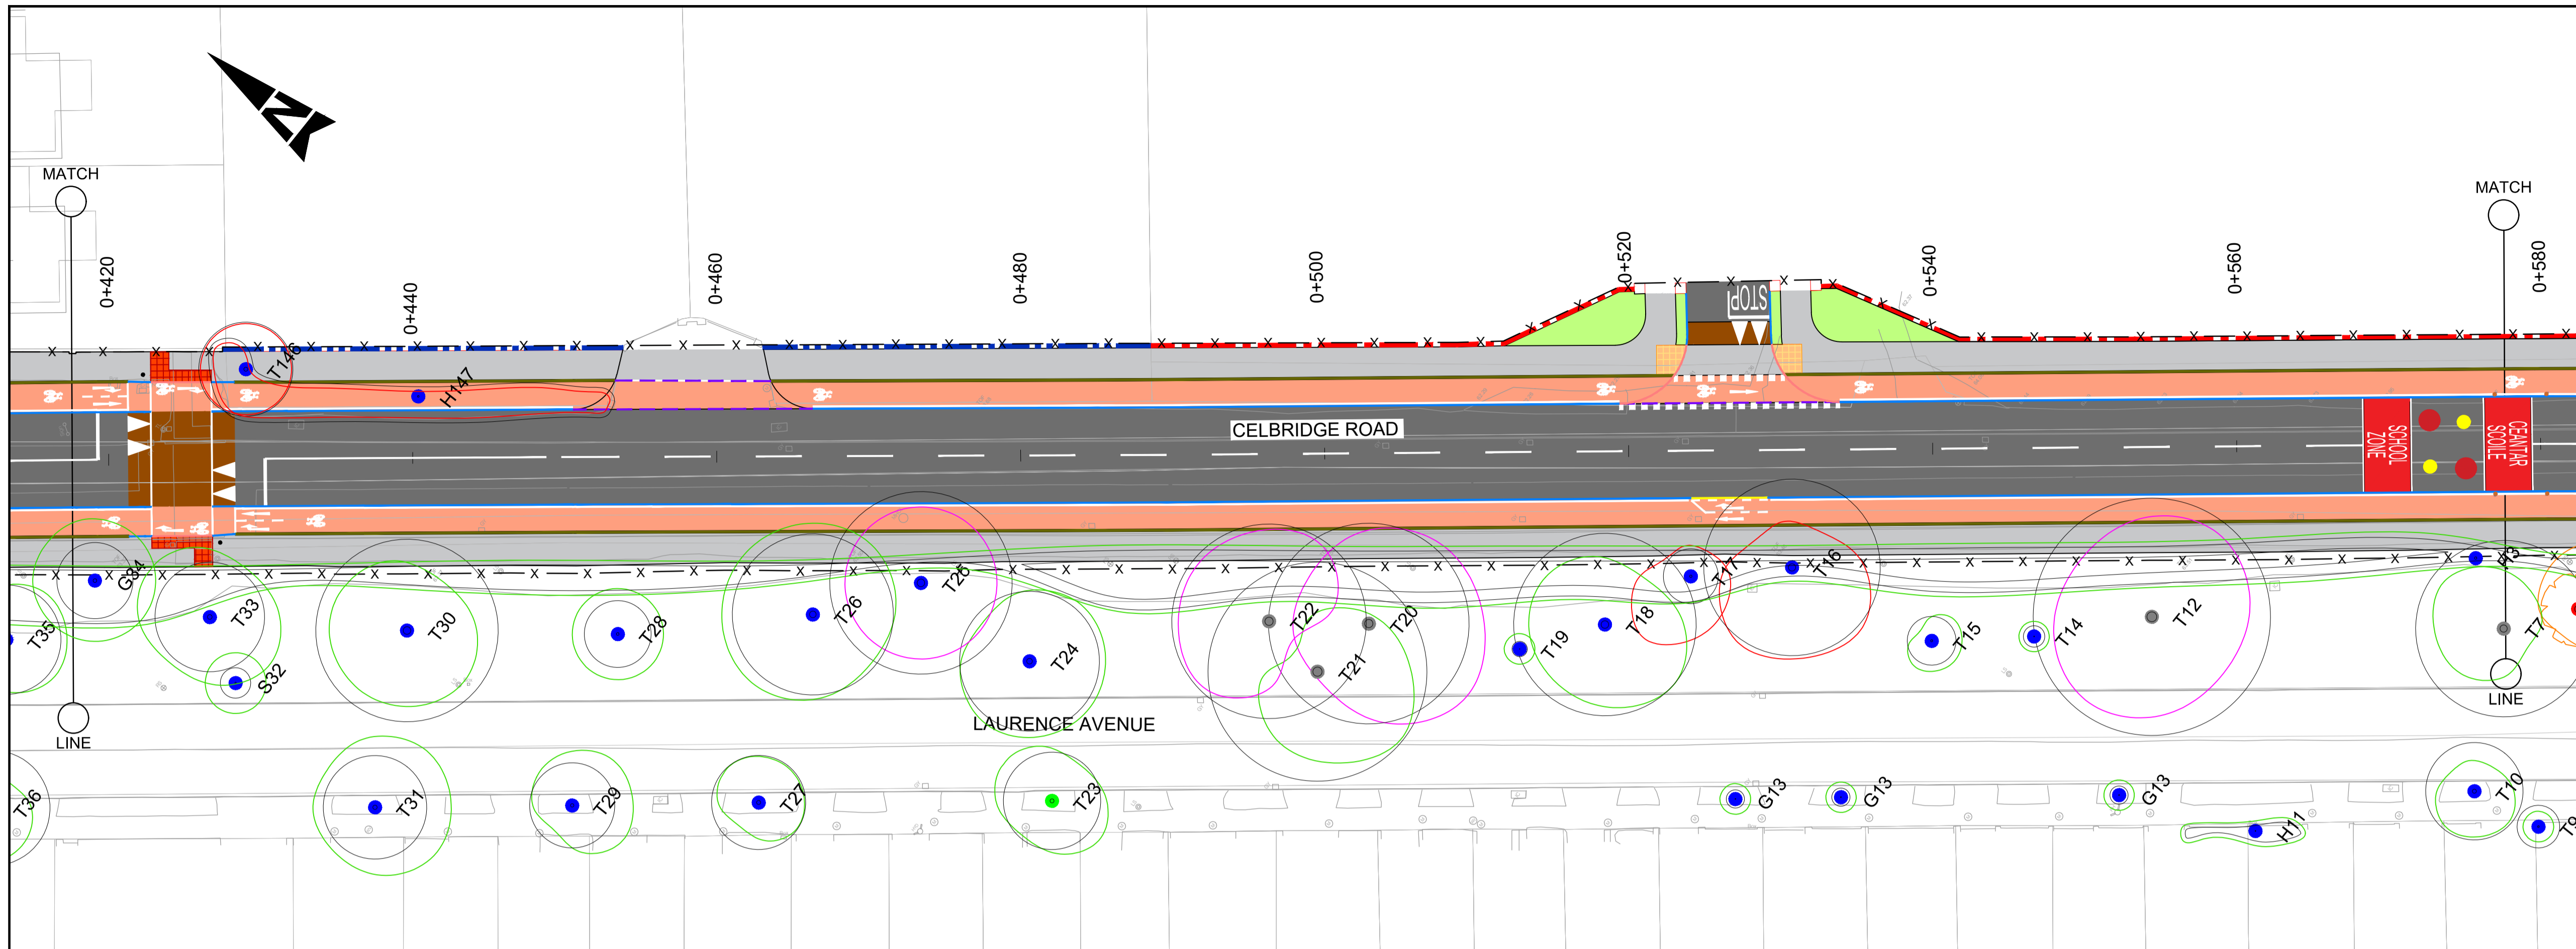 MATCH
MATCH
0+420
0+440
0+460
0+480
0+500
0+520
0+540
0+560
0+580
STOP
T146
H147
CELBRIDGE ROAD
SCHOOL
ZONE
CEANTAR
SCOILE
G34
T33
T35
S32
T30
T28
T26
T25
T24
T22
T20
T21
T19
T18
T17
T16
T15
T14
T12
T7
LINE
LINE
LAURENCE AVENUE
T36
T31
T29
T27
T23
G13
G13
G13
H11
T10
T9